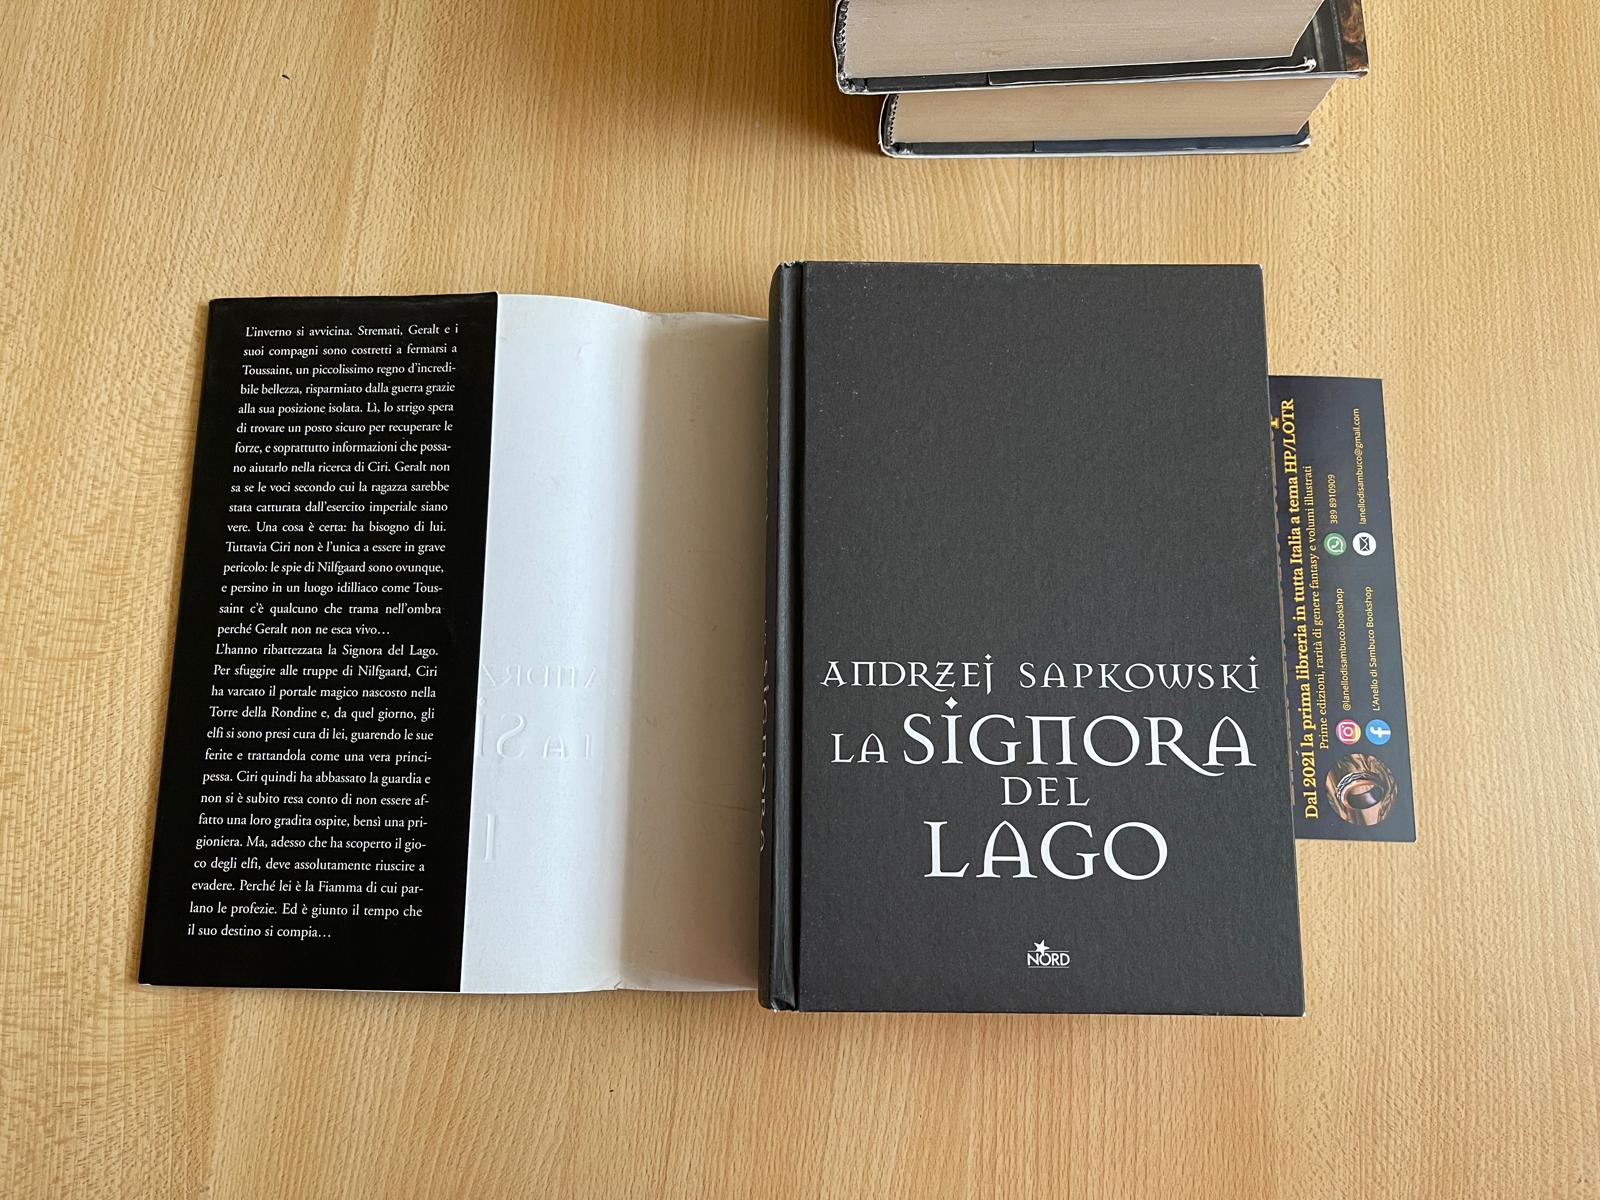 L'inverno si avvicina. Stremati, Geralt e i
suoi compagni sono costretti a fermarsi a
Toussaint, un piccolissimo regno d'incredi-
bile bellezza, risparmiato dalla guerra grazie
alla sua posizione isolata. Lì, lo strigo spera
di trovare un posto sicuro per recuperare le
forze, e soprattutto informazioni che possa-
no aiutarlo nella ricerca di Ciri. Geralt non
sa se le voci secondo cui la ragazza sarebbe
stata catturata dall'esercito imperiale siano
vere. Una cosa è certa: ha bisogno di lui.
Tuttavia Ciri non è l'unica a essere in grave
pericolo: le spie di Nilfgaard sono ovunque,
e persino in un luogo idilliaco come Tous-
saint c'è qualcuno che trama nell'ombra
perché Geralt non ne esca vivo…
L'hanno ribattezzata la Signora del Lago.
Per sfuggire alle truppe di Nilfgaard, Ciri
ha varcato il portale magico nascosto nella
Torre della Rondine e, da quel giorno, gli
elfi si sono presi cura di lei, guarendo le sue
ferite e trattandola come una vera princi-
pessa. Ciri quindi ha abbassato la guardia e
non si è subito resa conto di non essere af-
fatto una loro gradita ospite, bensì una pri-
gioniera. Ma, adesso che ha scoperto il gio-
co degli elfi, deve assolutamente riuscire a
evadere. Perché lei è la Fiamma di cui par-
lano le profezie. Ed è giunto il tempo che
il suo destino si compia…
ANDRZEJ SAPKOWSKI
LA SIGNORA
DEL
LAGO
NORD
Dal 2021 la prima libreria in tutta Italia a tema HP/LOTR
Prime edizioni, rarità di genere fantasy e volumi illustrati
@lanellodisambuco.bookshop
389 8910909
L'Anello di Sambuco Bookshop
lanellodisambuco@gmail.com